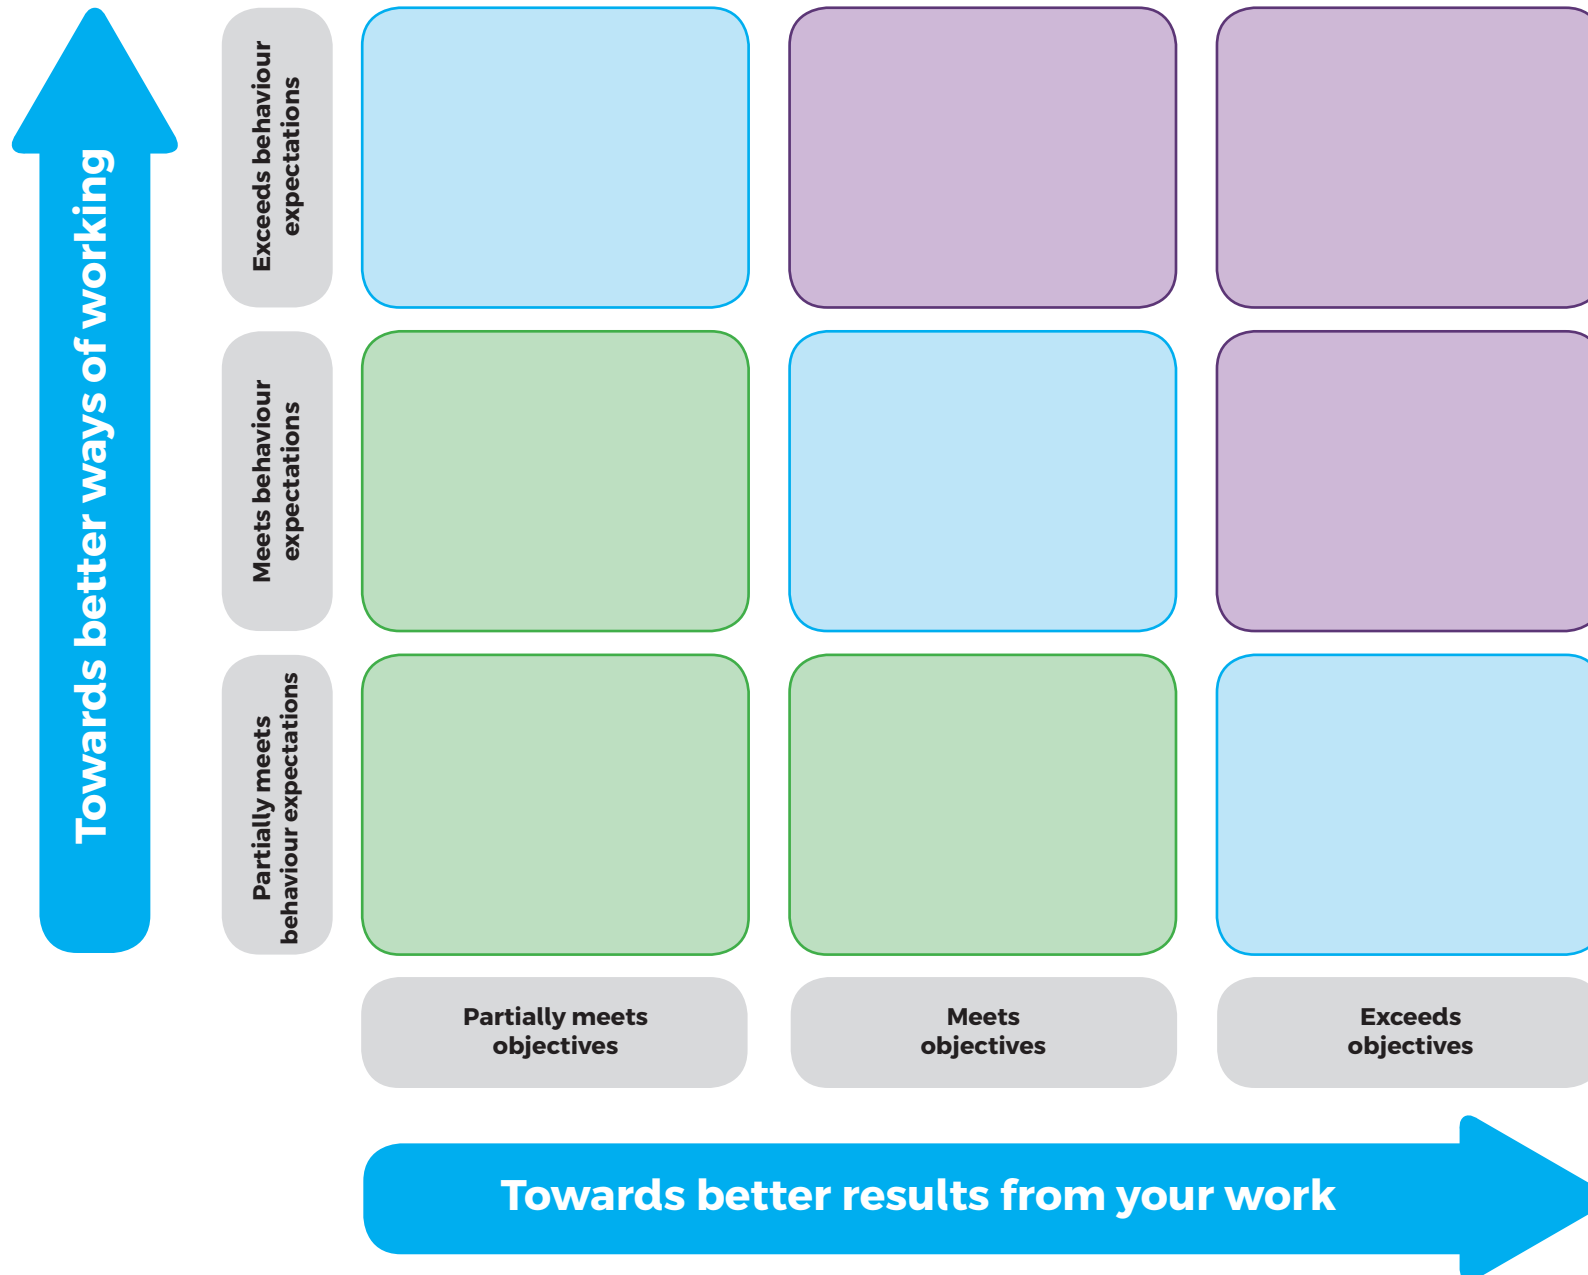 Towards better ways of working
Exceeds behaviour
expectations
Meets behaviour
expectations
Partially meets
behaviour expectations
Partially meets
objectives
Meets
objectives
Exceeds
objectives
Towards better results from your work